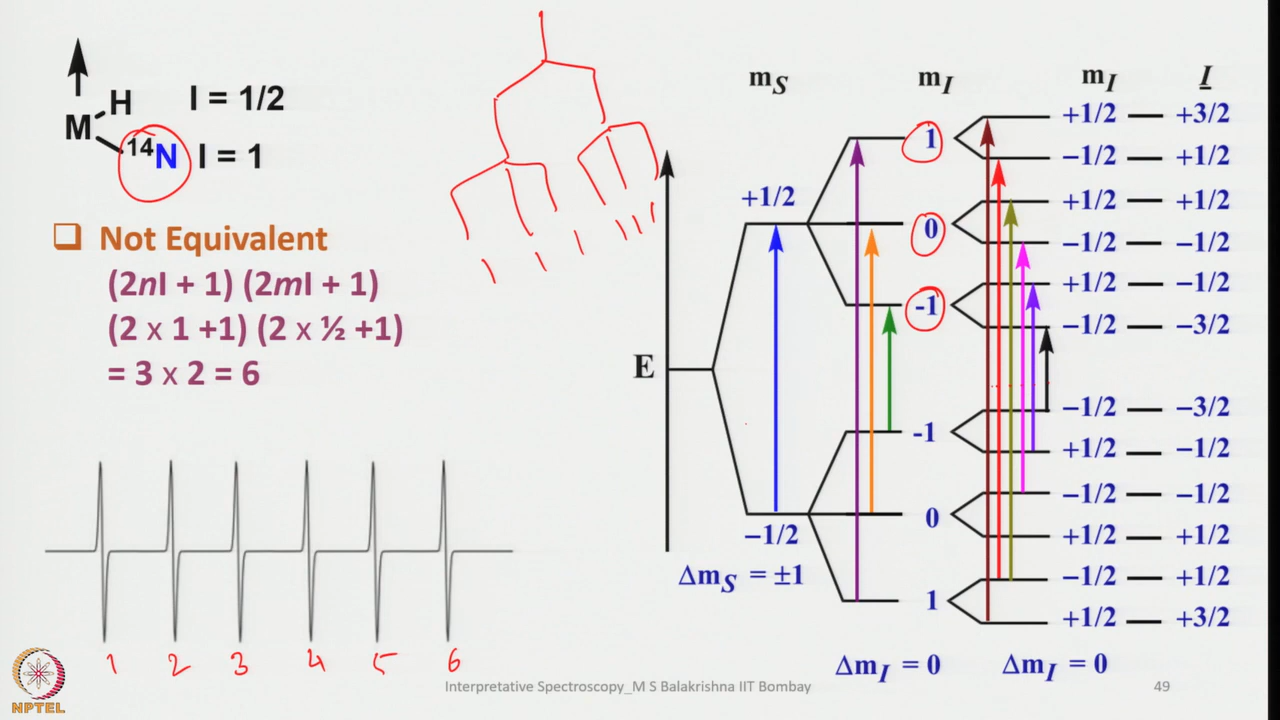 M
H
I = 1/2
14N
I = 1
Not Equivalent
(2nI + 1) (2mI + 1)
(2 x 1 +1) (2 x ½ +1)
= 3 x 2 = 6
1 2 3 4 5 6
NPTEL
E
mS mI mI I
+1/2
−1/2
ΔmS = ±1
1
0
-1
-1
0
1
ΔmI = 0
+1/2 — +3/2
−1/2 — +1/2
+1/2 — +1/2
−1/2 — −1/2
+1/2 — −1/2
−1/2 — −3/2
−1/2 — −3/2
+1/2 — −1/2
−1/2 — −1/2
+1/2 — +1/2
−1/2 — +1/2
+1/2 — +3/2
ΔmI = 0
Interpretative Spectroscopy_M S Balakrishna IIT Bombay
49